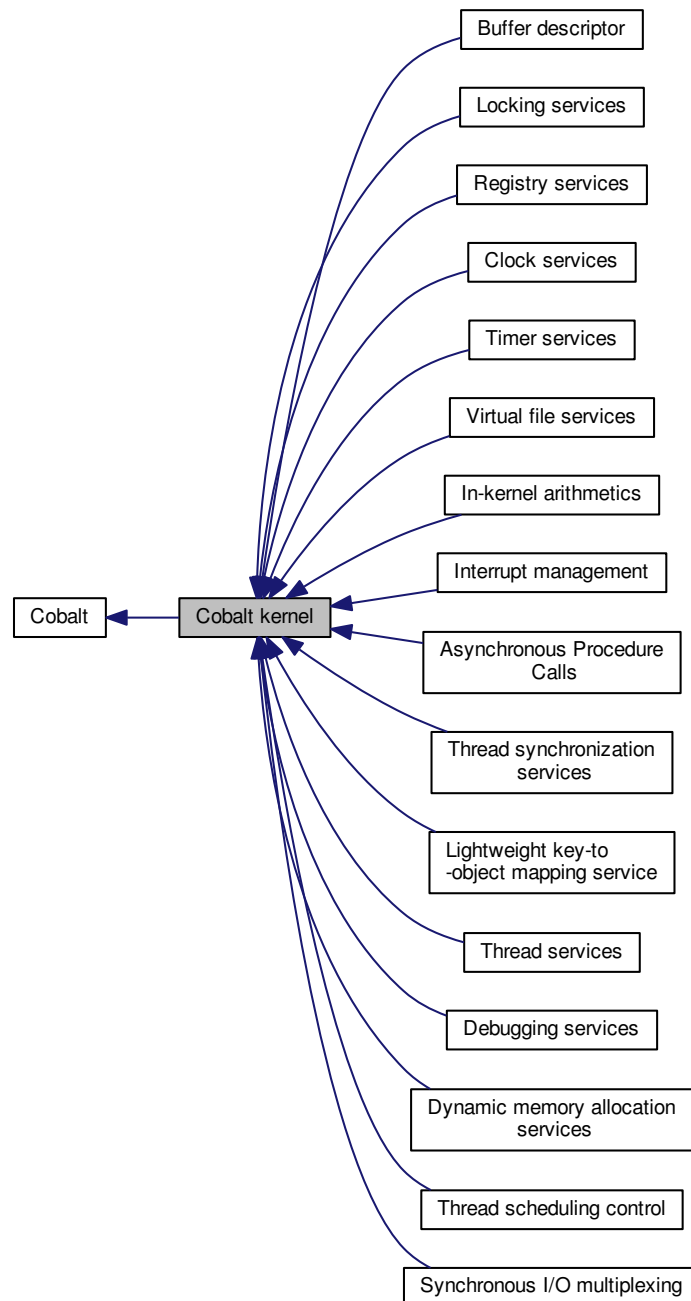 Buffer descriptor
Locking services
Registry services
Clock services
Timer services
Virtual file services
In-kernel arithmetics
Interrupt management
Cobalt
Cobalt kernel
Asynchronous Procedure
Calls
Thread synchronization
services
Lightweight key-to
-object mapping service
Thread services
Debugging services
Dynamic memory allocation
services
Thread scheduling control
Synchronous I/O multiplexing